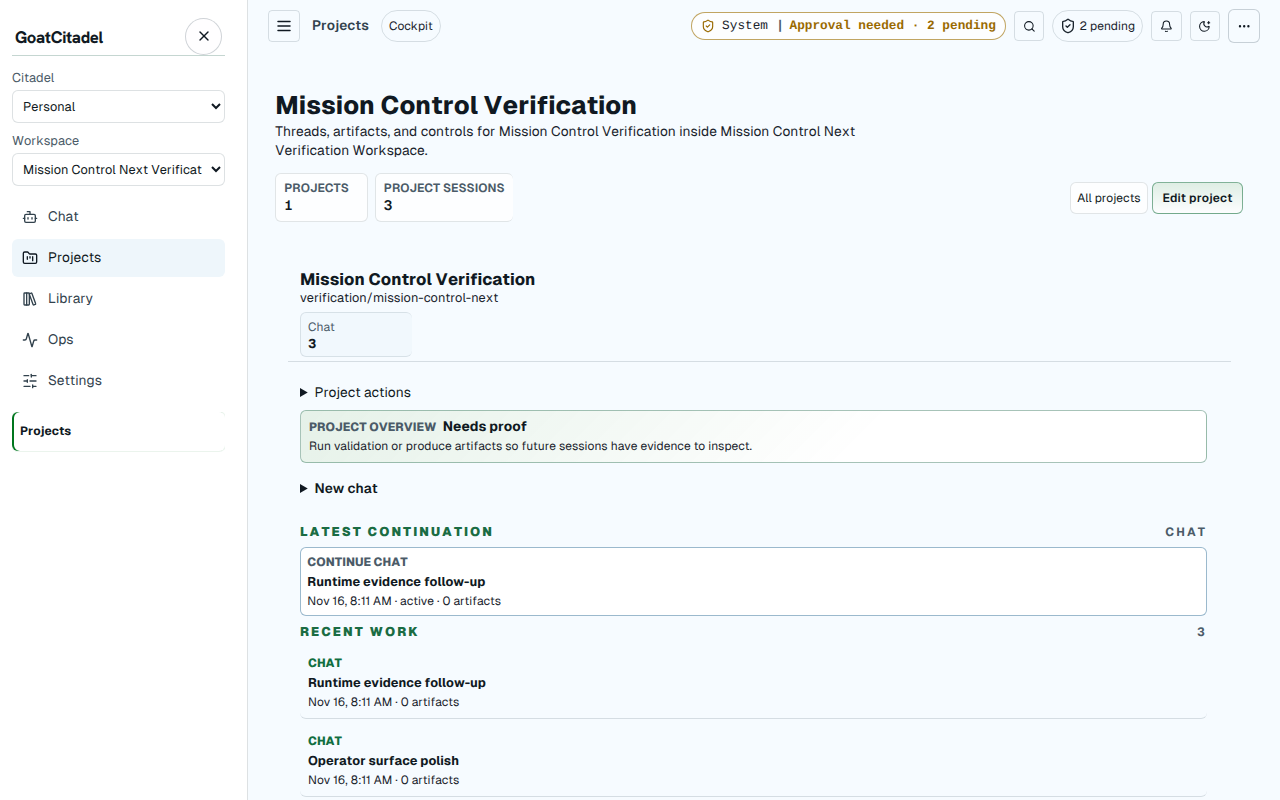 GoatCitadel
Citadel
Personal
Workspace
Mission Control Next Verificat
Chat
Projects
Library
Ops
Settings
Projects
Projects
Cockpit
System | Approval needed · 2 pending
2 pending
Mission Control Verification
Threads, artifacts, and controls for Mission Control Verification inside Mission Control Next
Verification Workspace.
PROJECTS
1
PROJECT SESSIONS
3
All projects
Edit project
Mission Control Verification
verification/mission-control-next
Chat
3
Project actions
PROJECT OVERVIEW Needs proof
Run validation or produce artifacts so future sessions have evidence to inspect.
New chat
LATEST CONTINUATION
CHAT
CONTINUE CHAT
Runtime evidence follow-up
Nov 16, 8:11 AM · active · 0 artifacts
RECENT WORK
3
CHAT
Runtime evidence follow-up
Nov 16, 8:11 AM · 0 artifacts
CHAT
Operator surface polish
Nov 16, 8:11 AM · 0 artifacts